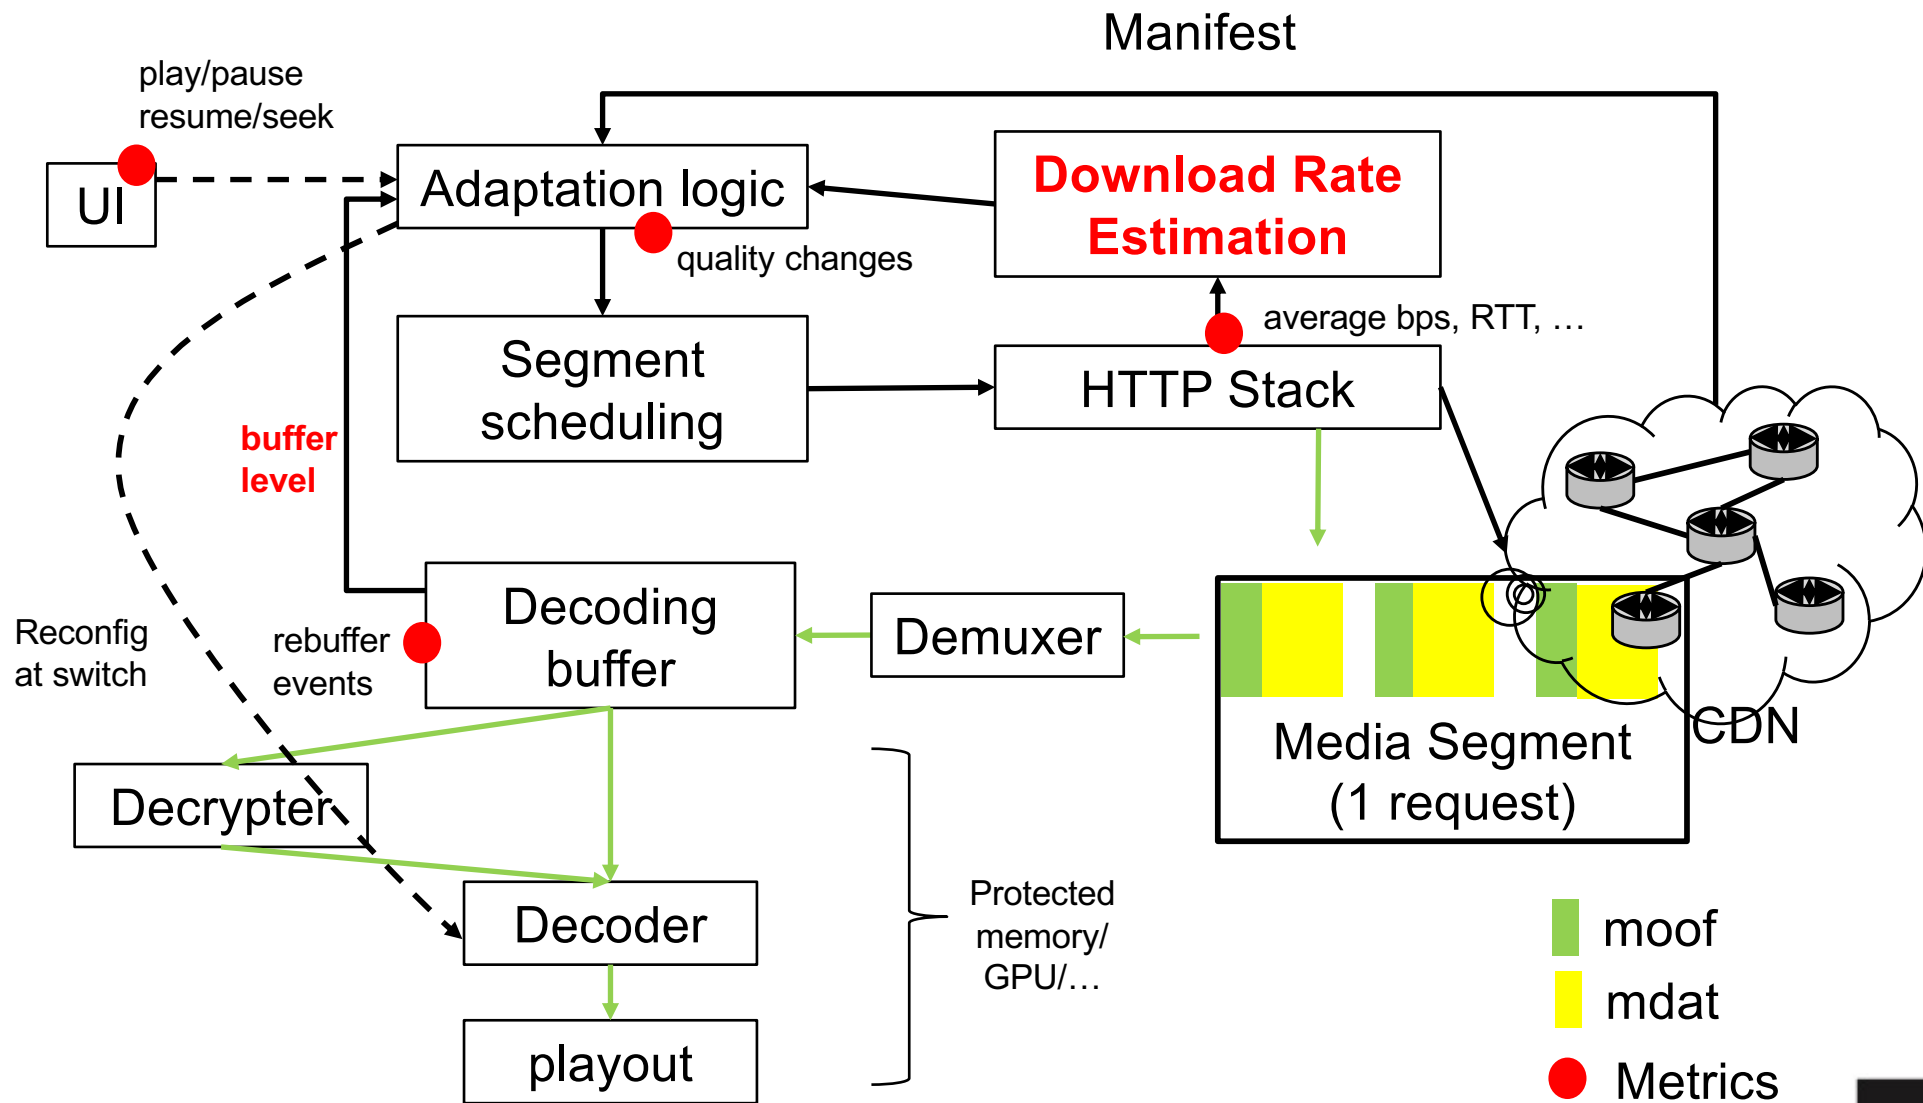 Manifest
play/pause
resume/seek
UI
Adaptation logic
Download Rate
Estimation
quality changes
average bps, RTT, …
Segment
scheduling
HTTP Stack
buffer
level
Decoding
buffer
Demuxer
Reconfig
at switch
rebuffer
events
Media Segment
(1 request)
CDN
Decrypter
Decoder
Protected
memory/
GPU/…
playout
moof
mdat
Metrics